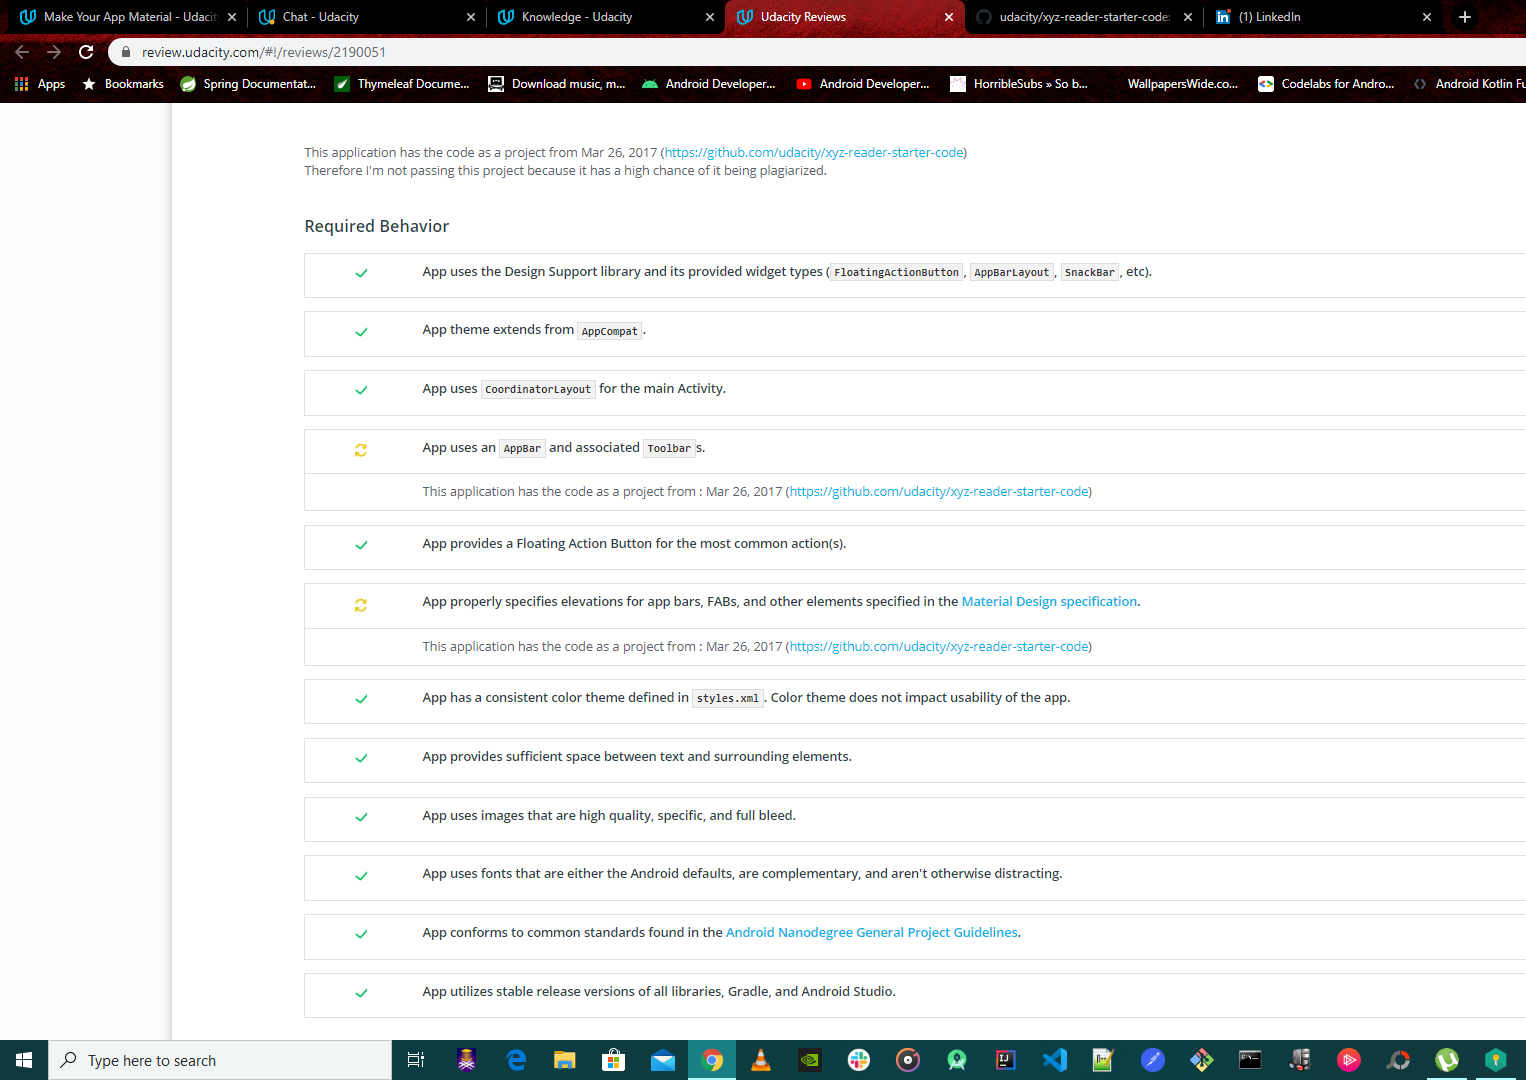 Make Your App Material - Udaci
Chat - Udacity
Knowledge - Udacity
Udacity Reviews
udacity/xyz-reader-starter-code:
(1) LinkedIn
review.udacity.com/#!/reviews/2190051
Apps
Bookmarks
Spring Documentat...
Thymeleaf Docume...
Download music, m...
Android Developer...
Android Developer...
HorribleSubs » So b...
WallpapersWide.co...
Codelabs for Andro...
Android Kotlin Fu
This application has the code as a project from Mar 26, 2017 (https://github.com/udacity/xyz-reader-starter-code)
Therefore I'm not passing this project because it has a high chance of it being plagiarized.
Required Behavior
App uses the Design Support library and its provided widget types (FloatingActionButton, AppBarLayout, SnackBar, etc).
App theme extends from AppCompat.
App uses CoordinatorLayout for the main Activity.
App uses an AppBar and associated Toolbars.
This application has the code as a project from : Mar 26, 2017 (https://github.com/udacity/xyz-reader-starter-code)
App provides a Floating Action Button for the most common action(s).
App properly specifies elevations for app bars, FABs, and other elements specified in the Material Design specification.
This application has the code as a project from : Mar 26, 2017 (https://github.com/udacity/xyz-reader-starter-code)
App has a consistent color theme defined in styles.xml. Color theme does not impact usability of the app.
App provides sufficient space between text and surrounding elements.
App uses images that are high quality, specific, and full bleed.
App uses fonts that are either the Android defaults, are complementary, and aren't otherwise distracting.
App conforms to common standards found in the Android Nanodegree General Project Guidelines.
App utilizes stable release versions of all libraries, Gradle, and Android Studio.
Type here to search